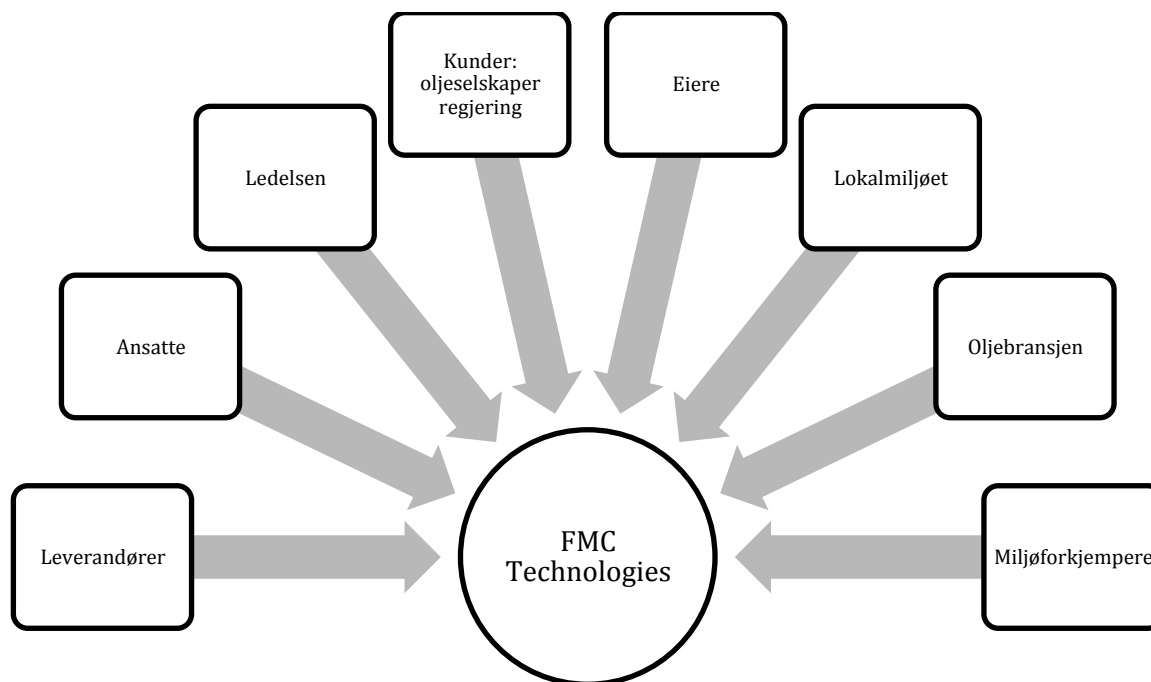 Kunder:
oljeselskaper
regjering
Eiere
Ledelsen
Lokalmiljøet
Ansatte
Oljebransjen
Leverandører
FMC
Technologies
Miljøforkjempere